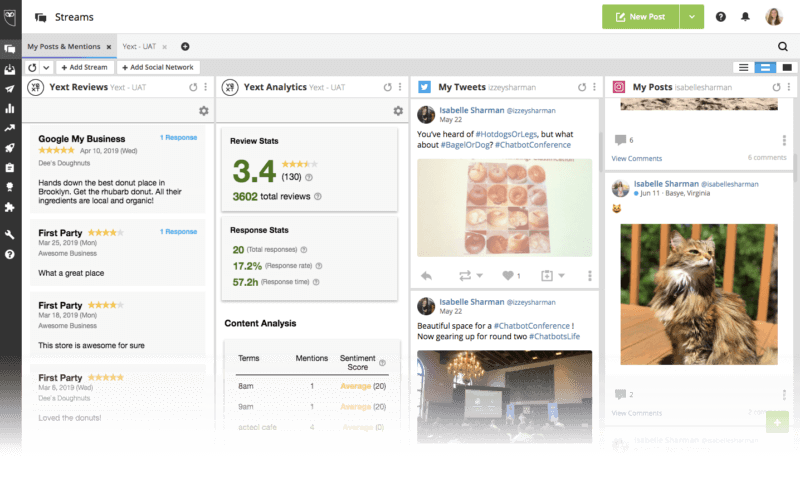 Streams
New Post
My Posts & Mentions ×
Yext - UAT ×
+ Add Stream
+ Add Social Network
Yext Reviews Yext - UAT
Google My Business
1 Response
Apr 10, 2019 (Wed)
Dee's Doughnuts
Hands down the best donut place in
Brooklyn. Get the rhubarb donut. All their
ingredients are local and organic!
First Party
1 Response
Mar 25, 2019 (Mon)
Awesome Business
What a great place
First Party
Mar 18, 2019 (Mon)
Awesome Business
This store is awesome for sure
First Party
Mar 6, 2019 (Wed)
Dee's Doughnuts
Loved the donuts!
Yext Analytics Yext - UAT
Review Stats
3.4
(130)
3602 total reviews
Response Stats
20 (Total responses)
17.2% (Response rate)
57.2h (Response time)
Content Analysis
Terms Mentions Sentiment
Score
8am 1 Average (20)
9am 1 Average (20)
acteol cafe 4 Average (0)
My Tweets izzeysharman
Isabelle Sharman @izzeysharman
May 22
You've heard of #HotdogsOrLegs, but what
about #BagelOrDog? #ChatbotConference
1
Isabelle Sharman @izzeysharman
May 22
Beautiful space for a #ChatbotConference !
Now gearing up for round two #ChatbotsLife
My Posts isabellesharman
6
View Comments
6 comments
Isabelle Sharman @isabellesharman
Jun 11 · Basye, Virginia
2
View Comments
Isabelle Sharman